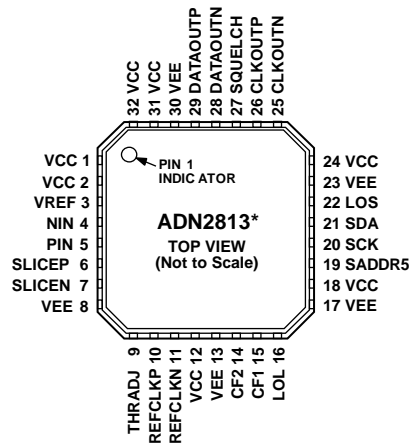 32 VCC
31 VCC
30 VEE
29 DATAOUTP
28 DATAOUTN
27 SQUELCH
26 CLKOUTP
25 CLKOUTN
VCC 1
VCC 2
VREF 3
NIN 4
PIN 5
SLICEP 6
SLICEN 7
VEE 8
PIN 1
INDIC ATOR
ADN2813*
TOP VIEW
(Not to Scale)
24 VCC
23 VEE
22 LOS
21 SDA
20 SCK
19 SADDR5
18 VCC
17 VEE
THRADJ 9
REFCLKP 10
REFCLKN 11
VCC 12
VEE 13
CF2 14
CF1 15
LOL 16